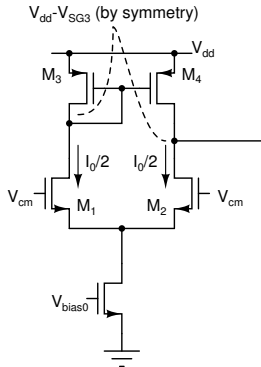 Vdd-VSG3 (by symmetry)
Vdd
M3
M4
I0/2
I0/2
Vcm
Vcm
M1
M2
Vbias0